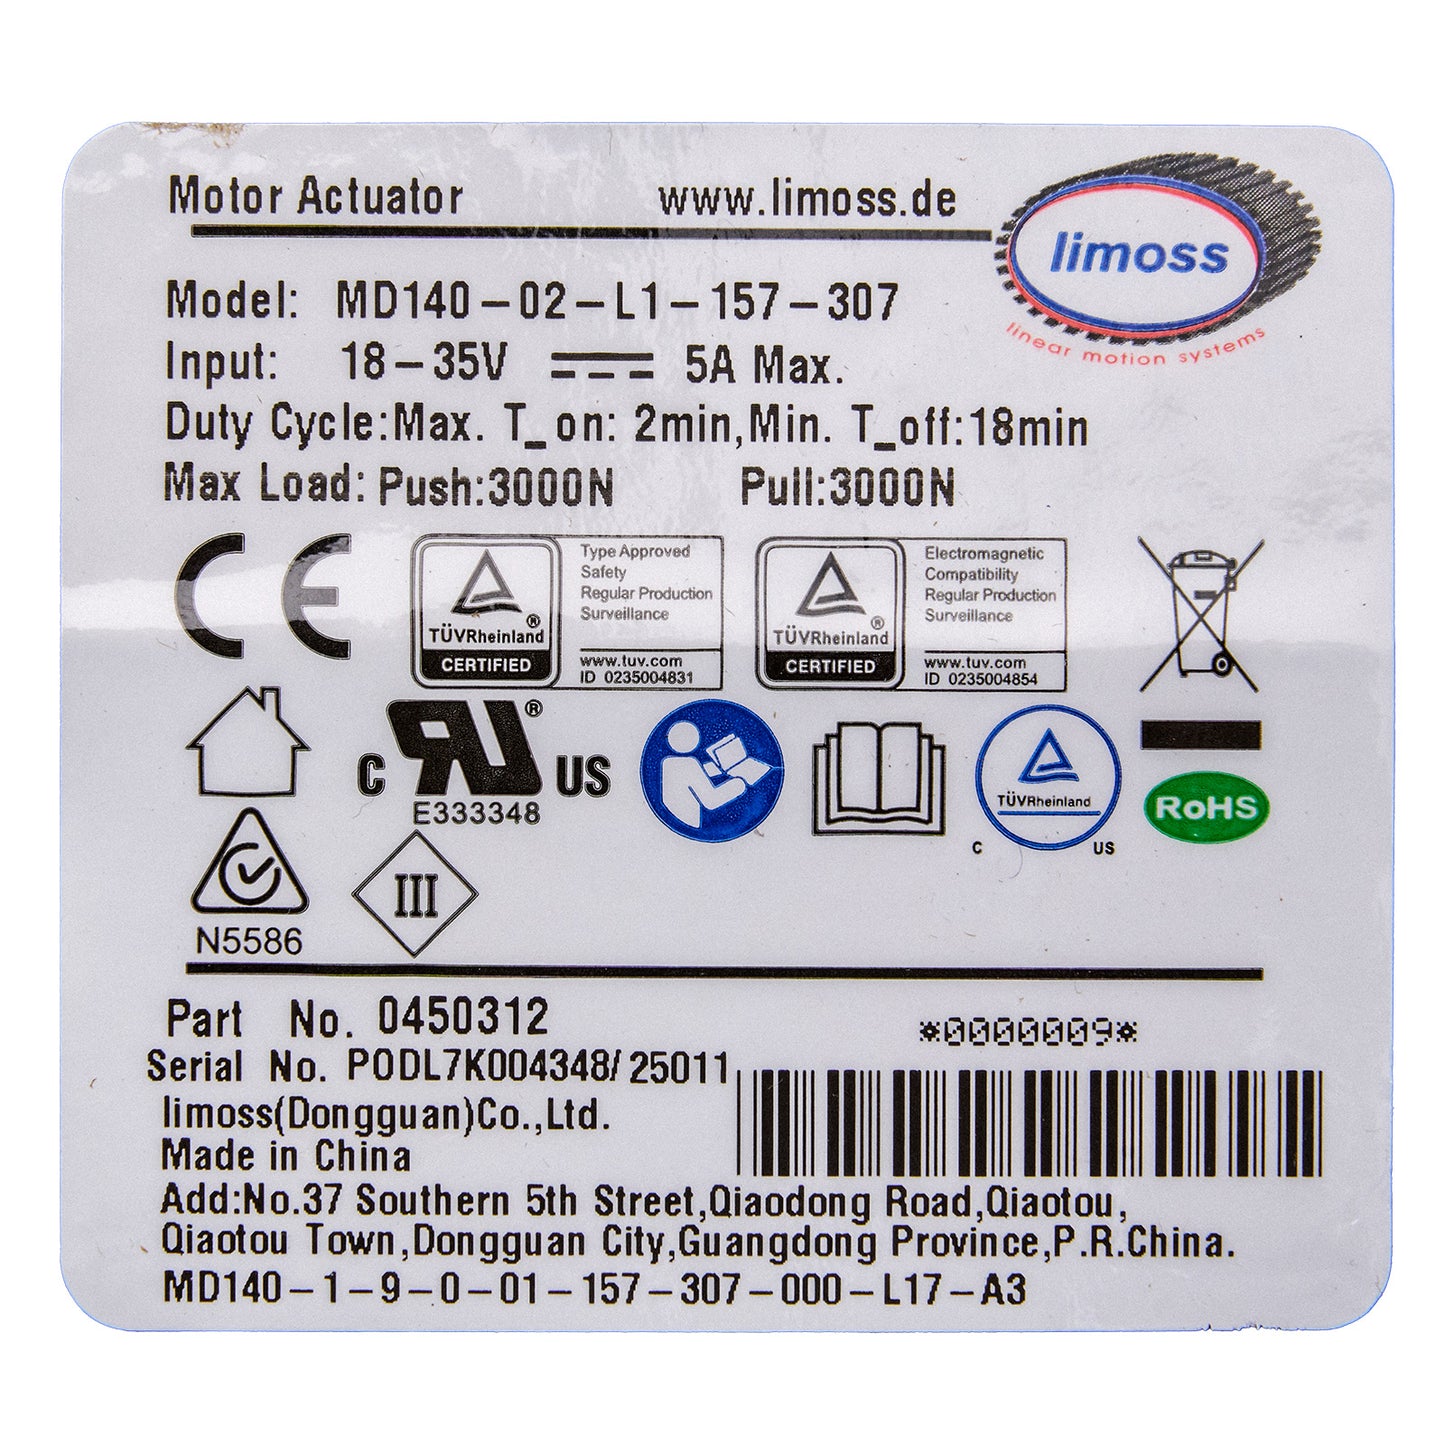 Motor Actuator www.limoss.de
limoss
linear motion systems
Model: MD140-02-L1-157-307
Input: 18-35V 5A Max.
Duty Cycle:Max. T_on: 2min,Min. T_off:18min
Max Load: Push:3000N Pull:3000N
CE
TÜVRheinland®
CERTIFIED
Type Approved
Safety
Regular Production
Surveillance
www.tuv.com
ID 0235004831
TÜVRheinland®
CERTIFIED
Electromagnetic
Compatibility
Regular Production
Surveillance
www.tuv.com
ID 0235004854
C RU® US
E333348
TÜVRheinland
C US
RoHS
N5586
III
Part No. 0450312
*0000009*
Serial No. PODL7K004348/25011
limoss(Dongguan)Co.,Ltd.
Made in China
Add:No.37 Southern 5th Street,Qiaodong Road,Qiaotou,
Qiaotou Town,Dongguan City,Guangdong Province,P.R.China.
MD140-1-9-0-01-157-307-000-L17-A3